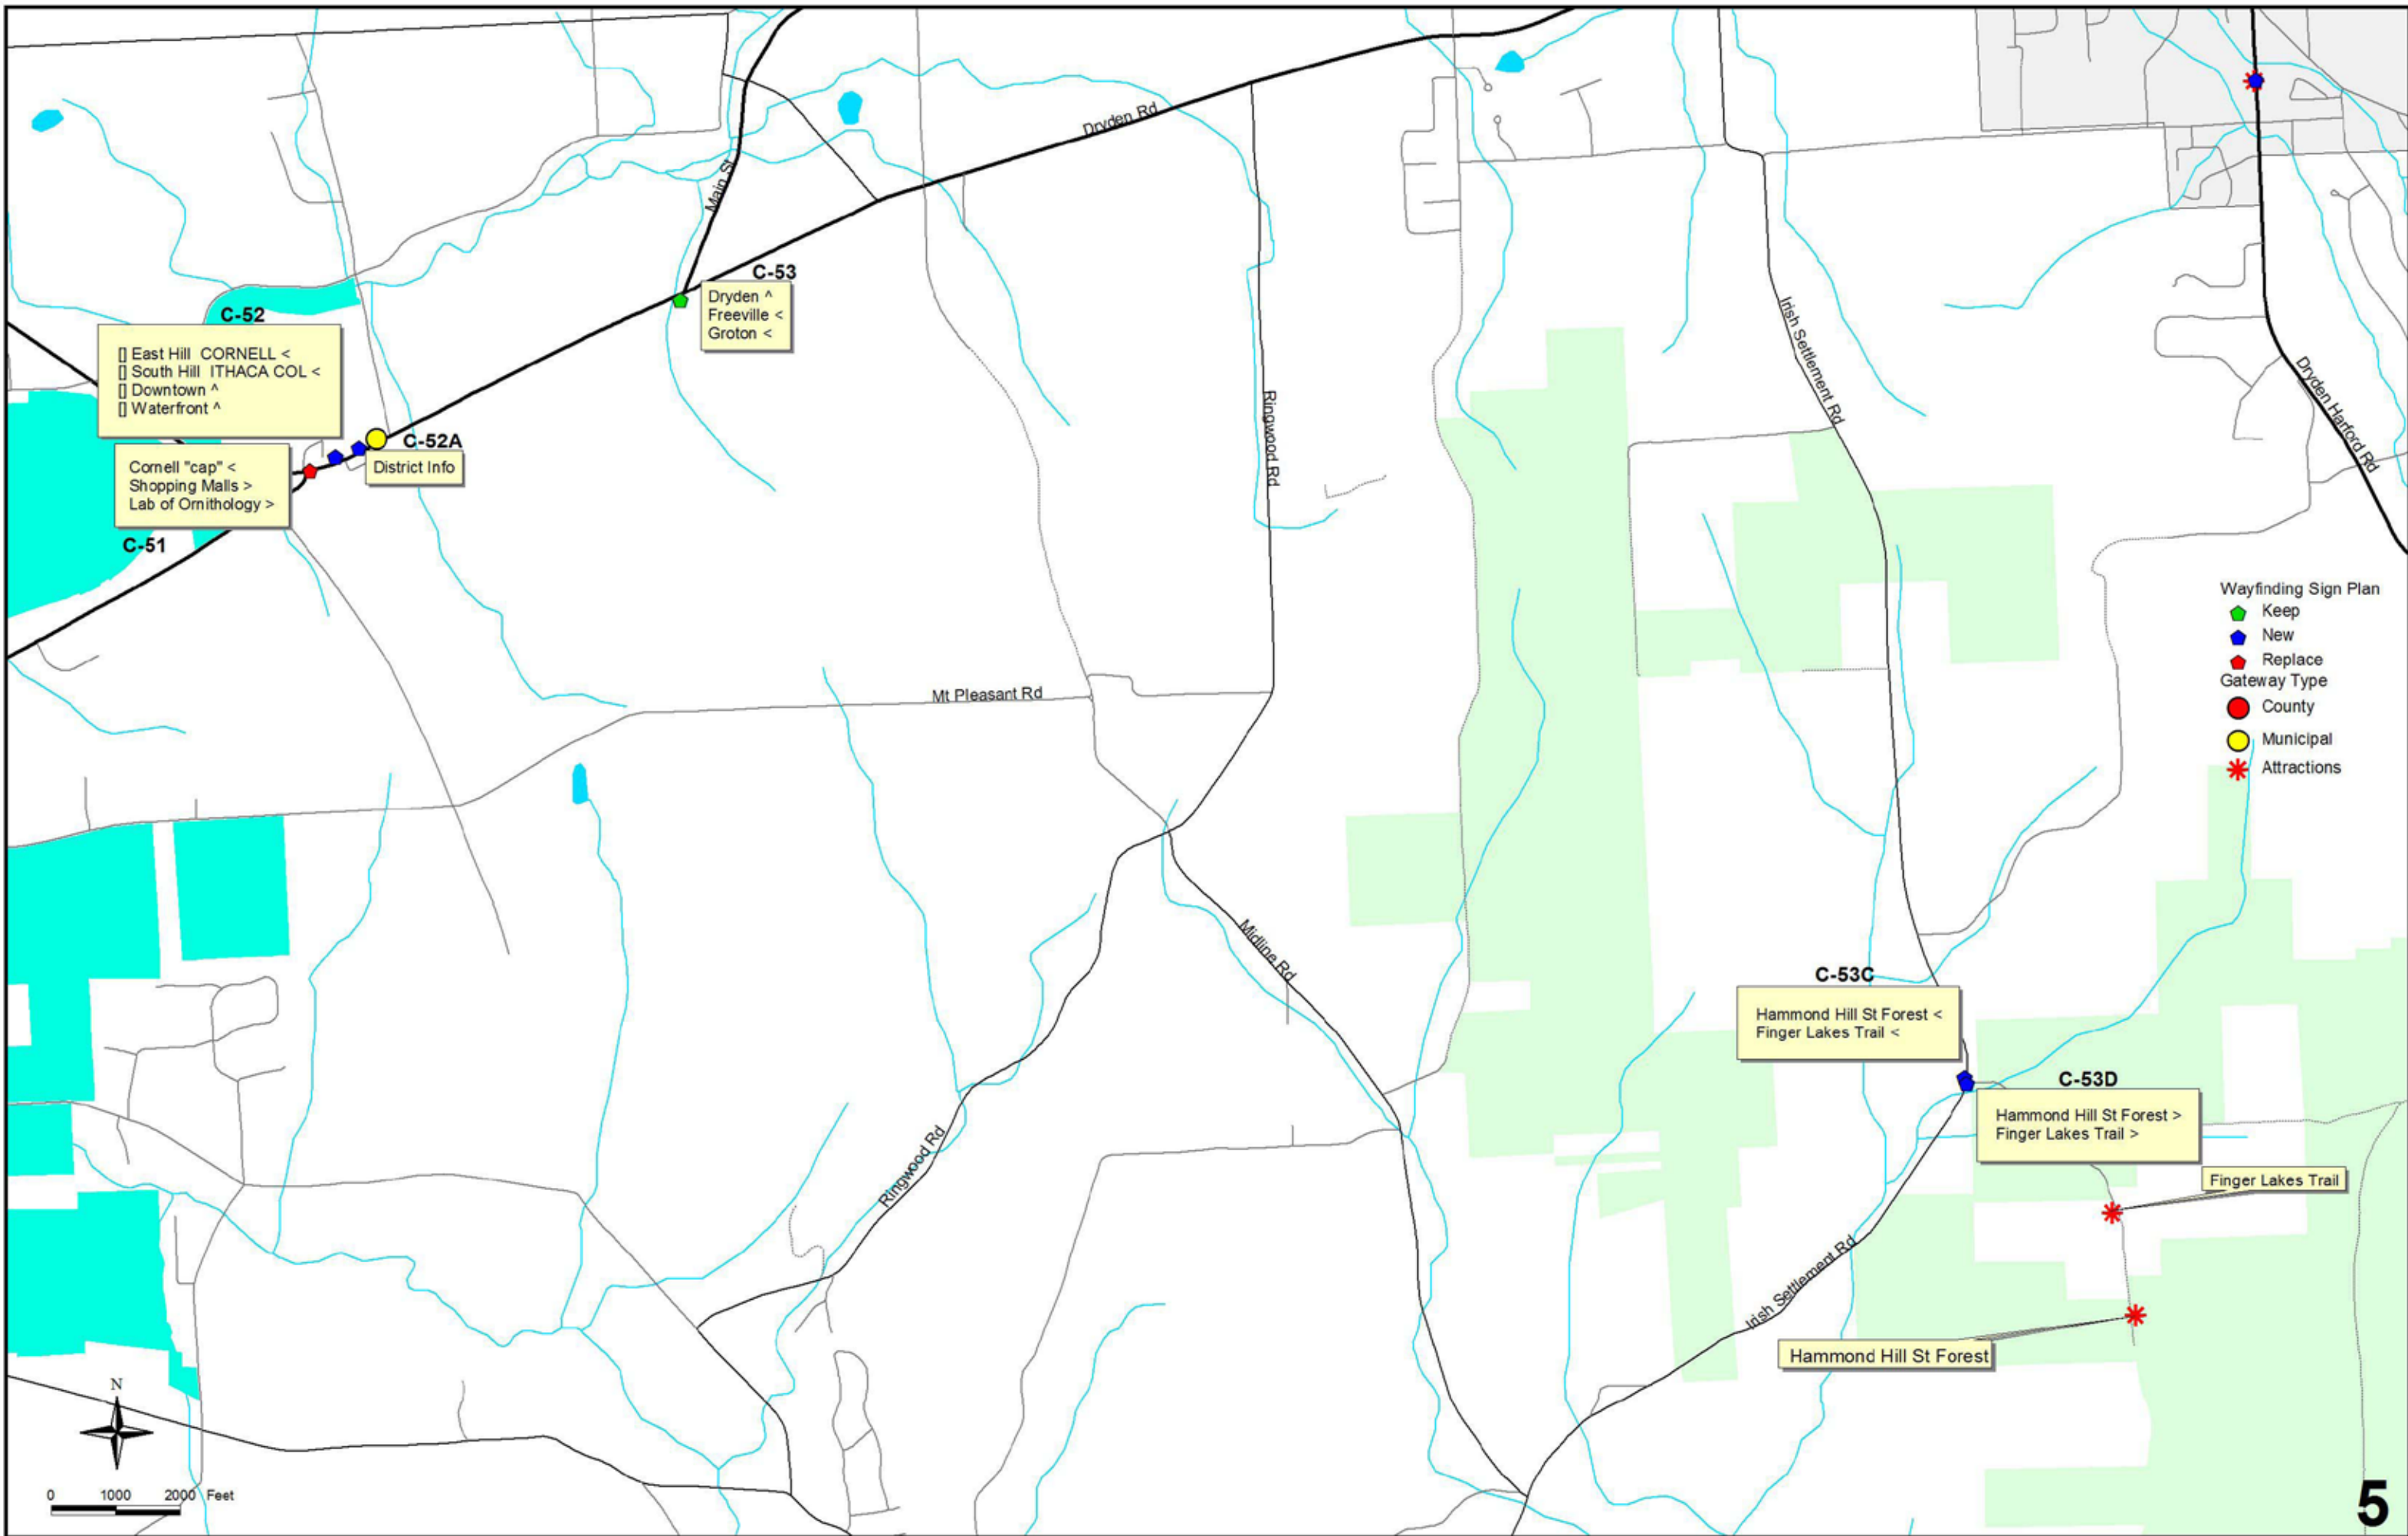 Dryden Rd
Main St
C-53
Dryden ^
Freeville <
Groton <
C-52
[] East Hill  CORNELL <
[] South Hill  ITHACA COL <
[] Downtown ^
[] Waterfront ^
C-52A
District Info
Cornell "cap" <
Shopping Malls >
Lab of Ornithology >
C-51
Ringwood Rd
Irish Settlement Rd
Dryden Harford Rd
Wayfinding Sign Plan
Keep
New
Replace
Gateway Type
County
Municipal
Attractions
Mt Pleasant Rd
Midline Rd
C-53C
Hammond Hill St Forest <
Finger Lakes Trail <
C-53D
Hammond Hill St Forest >
Finger Lakes Trail >
Finger Lakes Trail
Ringwood Rd
Irish Settlement Rd
Hammond Hill St Forest
N
0 1000 2000 Feet
5